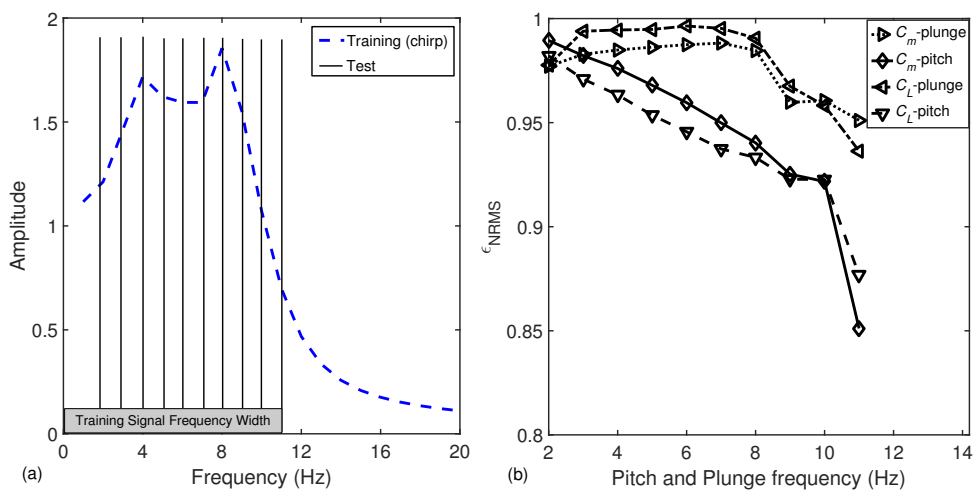 2
1.5
1
0.5
0
Amplitude
Training (chirp)
Test
Training Signal Frequency Width
0 4 8 12 16 20
Frequency (Hz)
(a)
1
0.95
0.9
0.85
0.8
ϵNRMS
Cm-plunge
Cm-pitch
CL-plunge
CL-pitch
2 4 6 8 10 12 14
Pitch and Plunge frequency (Hz)
(b)